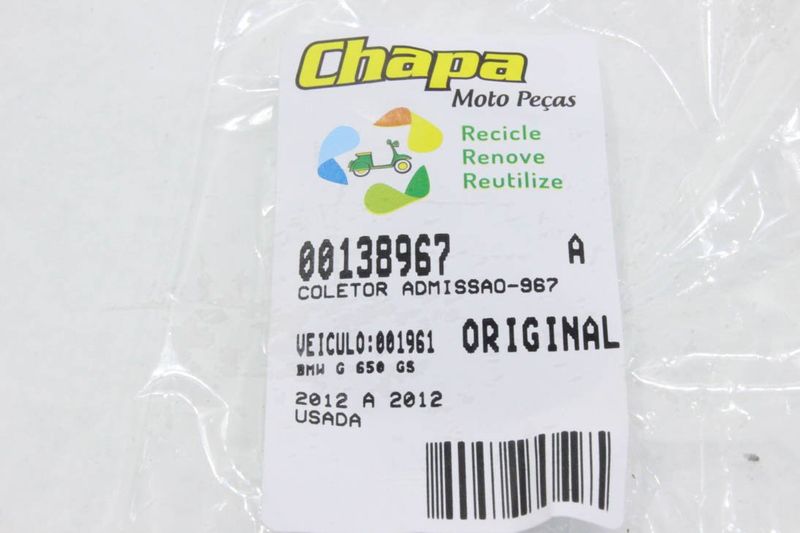 Chapa
Moto Peças
Recicle
Renove
Reutilize
00138967 A
COLETOR ADMISSAO-967
VEICULO:001961 ORIGINAL
BMW G 650 GS
2012 A 2012
USADA